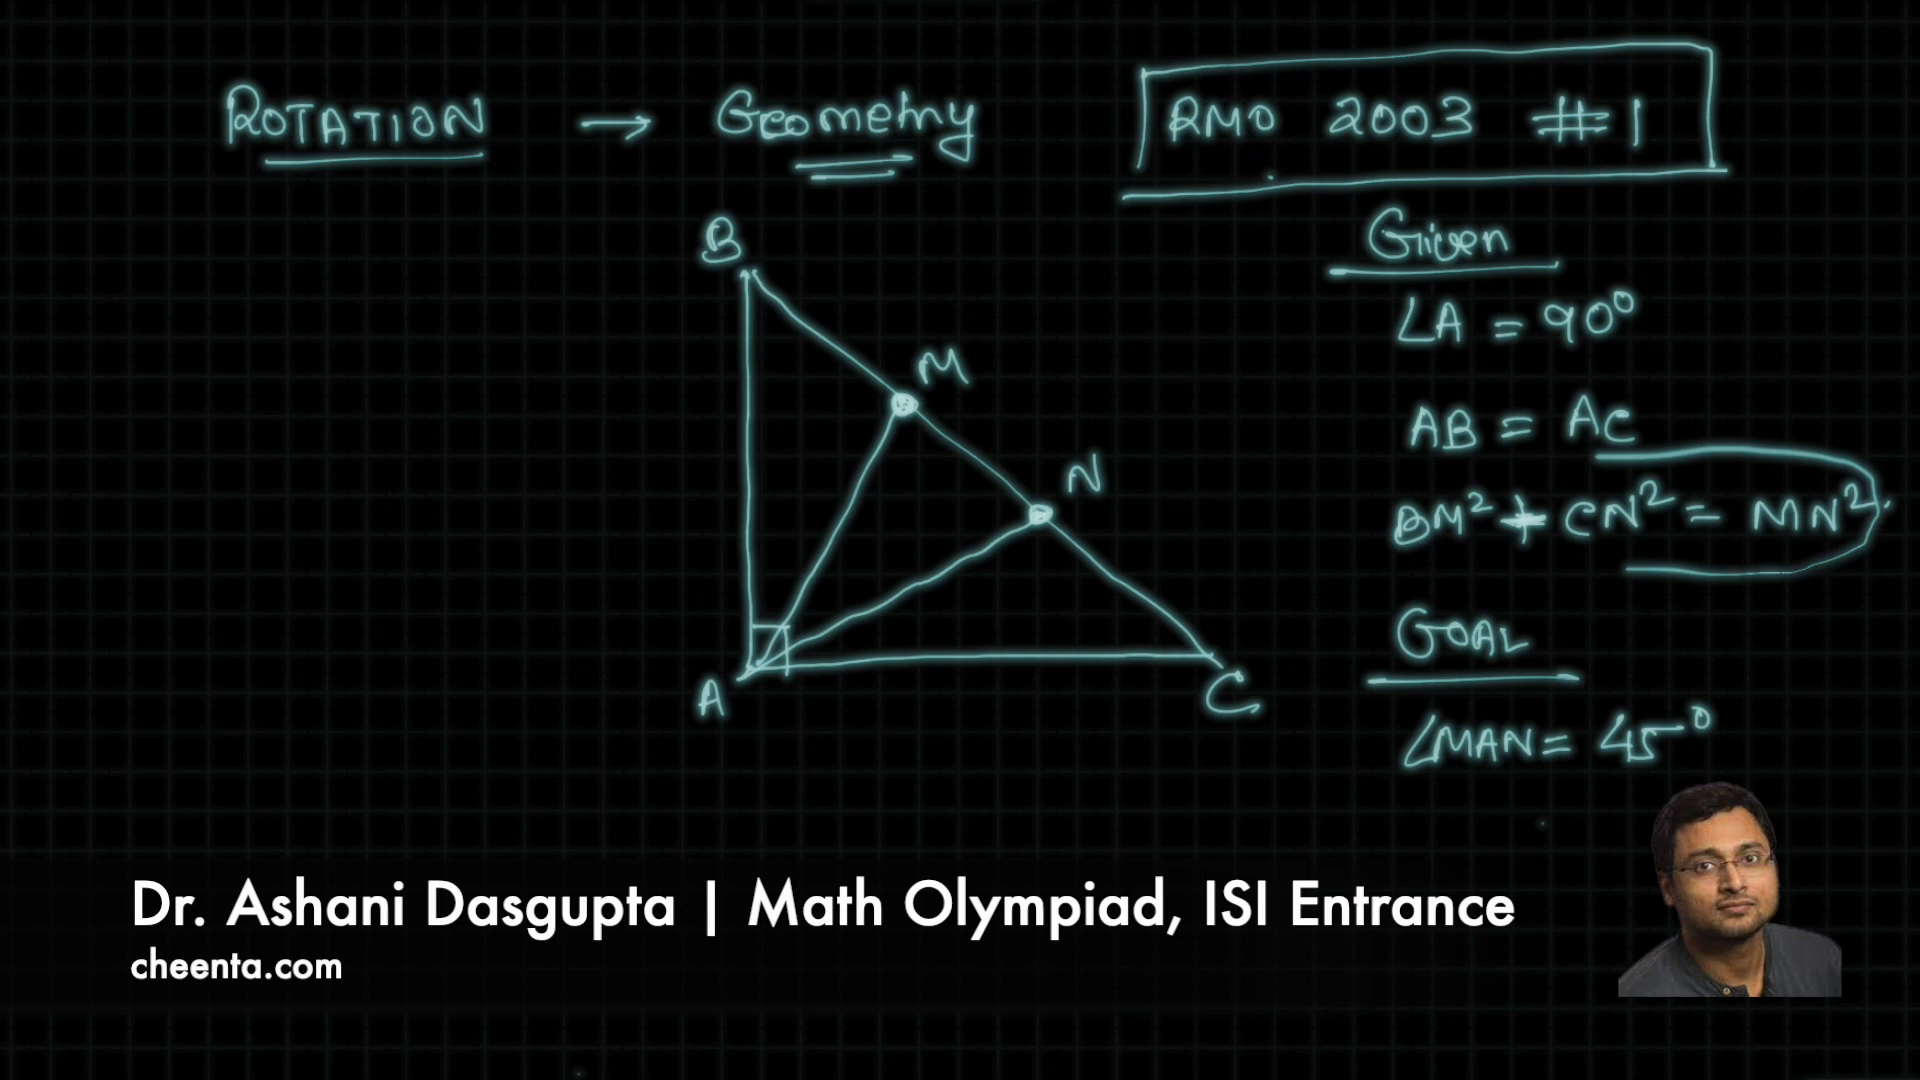 ROTATION → Geometry
RMO 2003 #1
Given
∠A = 90°
AB = AC
BM² + CN² = MN²
GOAL
∠MAN = 45°
B
M
N
A
C
Dr. Ashani Dasgupta | Math Olympiad, ISI Entrance
cheenta.com